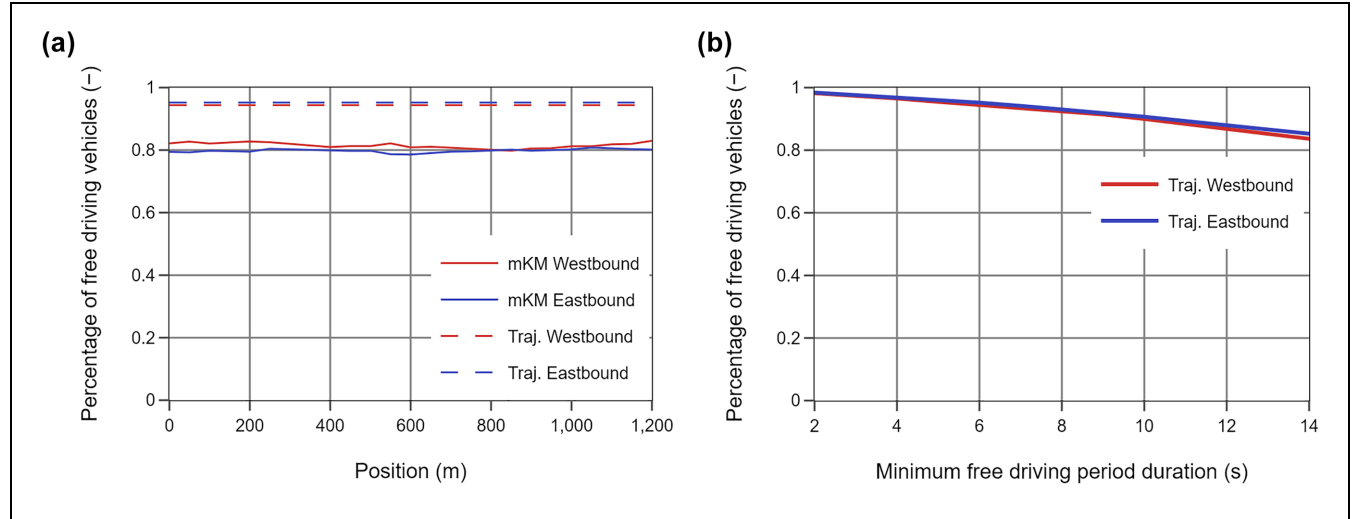 (a)
Percentage of free driving vehicles (−)
1
0.8
0.6
0.4
0.2
0
0 200 400 600 800 1,000 1,200
Position (m)
mKM Westbound
mKM Eastbound
Traj. Westbound
Traj. Eastbound
(b)
Percentage of free driving vehicles (−)
1
0.8
0.6
0.4
0.2
0
2 4 6 8 10 12 14
Minimum free driving period duration (s)
Traj. Westbound
Traj. Eastbound